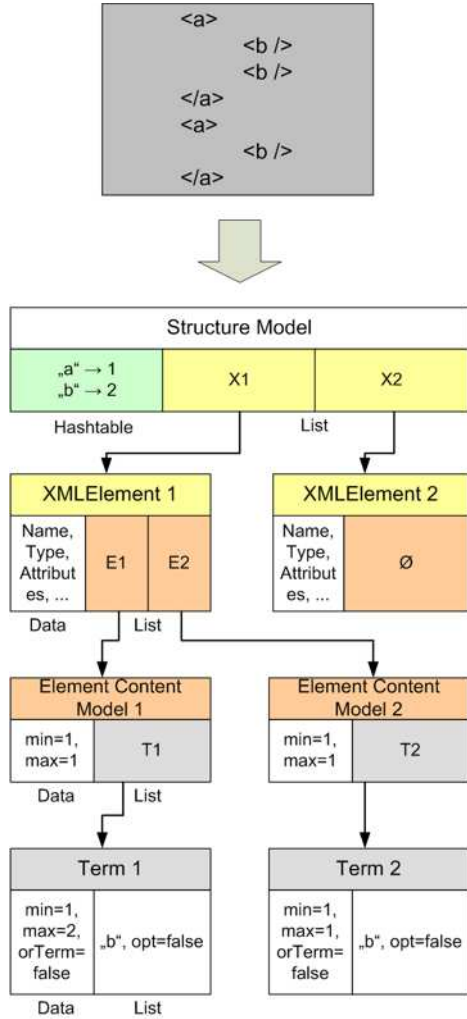 <a>
<b />
<b />
</a>
<a>
<b />
</a>
Structure Model
„a“ → 1
„b“ → 2
X1
X2
Hashtable
List
XMLElement 1
Name,
Type,
Attribut
es, ...
E1
E2
Data
List
XMLElement 2
Name,
Type,
Attribut
es, ...
Ø
Element Content
Model 1
min=1,
max=1
T1
Data
List
Element Content
Model 2
min=1,
max=1
T2
Term 1
min=1,
max=2,
orTerm=
false
„b“, opt=false
Data
List
Term 2
min=1,
max=1,
orTerm=
false
„b“, opt=false